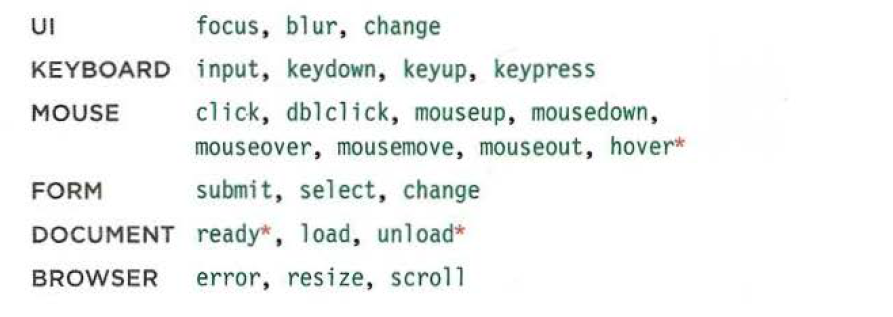 UI focus, blur, change
KEYBOARD input, keydown, keyup, keypress
MOUSE click, dblclick, mouseup, mousedown,
mouseover, mousemove, mouseout, hover*
FORM submit, select, change
DOCUMENT ready*, load, unload*
BROWSER error, resize, scroll